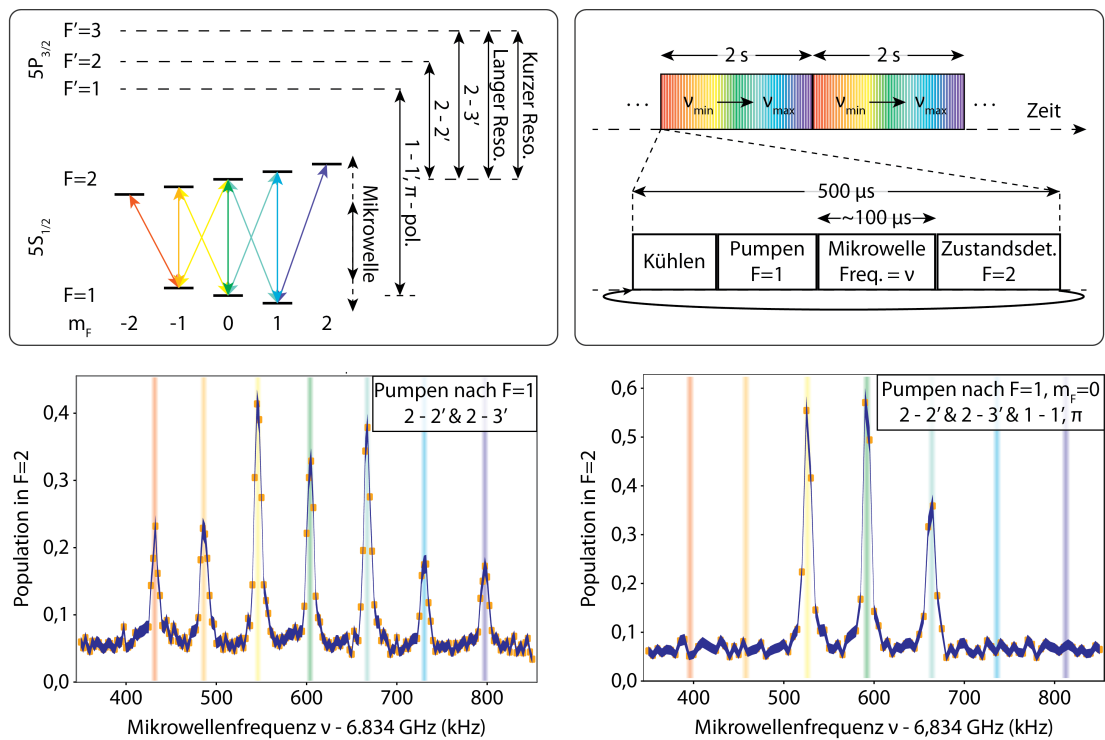 F'=3
F'=2
F'=1
5P3/2
2 - 2'
2 - 3'
Langer Reso.
Kurzer Reso.
1 - 1', π - pol.
Mikrowelle
F=2
5S1/2
F=1
mF -2 -1 0 1 2
2 s 2 s
... νmin νmax νmin νmax ...
Zeit
500 µs
~100 µs
Kühlen
Pumpen
F=1
Mikrowelle
Freq. = ν
Zustandsdet.
F=2
Pumpen nach F=1
2 - 2' & 2 - 3'
Population in F=2
0,4
0,3
0,2
0,1
0,0
400 500 600 700 800
Mikrowellenfrequenz ν - 6.834 GHz (kHz)
Pumpen nach F=1, mF=0
2 - 2' & 2 - 3' & 1 - 1', π
Population in F=2
0,6
0,5
0,4
0,3
0,2
0,1
0,0
400 500 600 700 800
Mikrowellenfrequenz ν - 6,834 GHz (kHz)